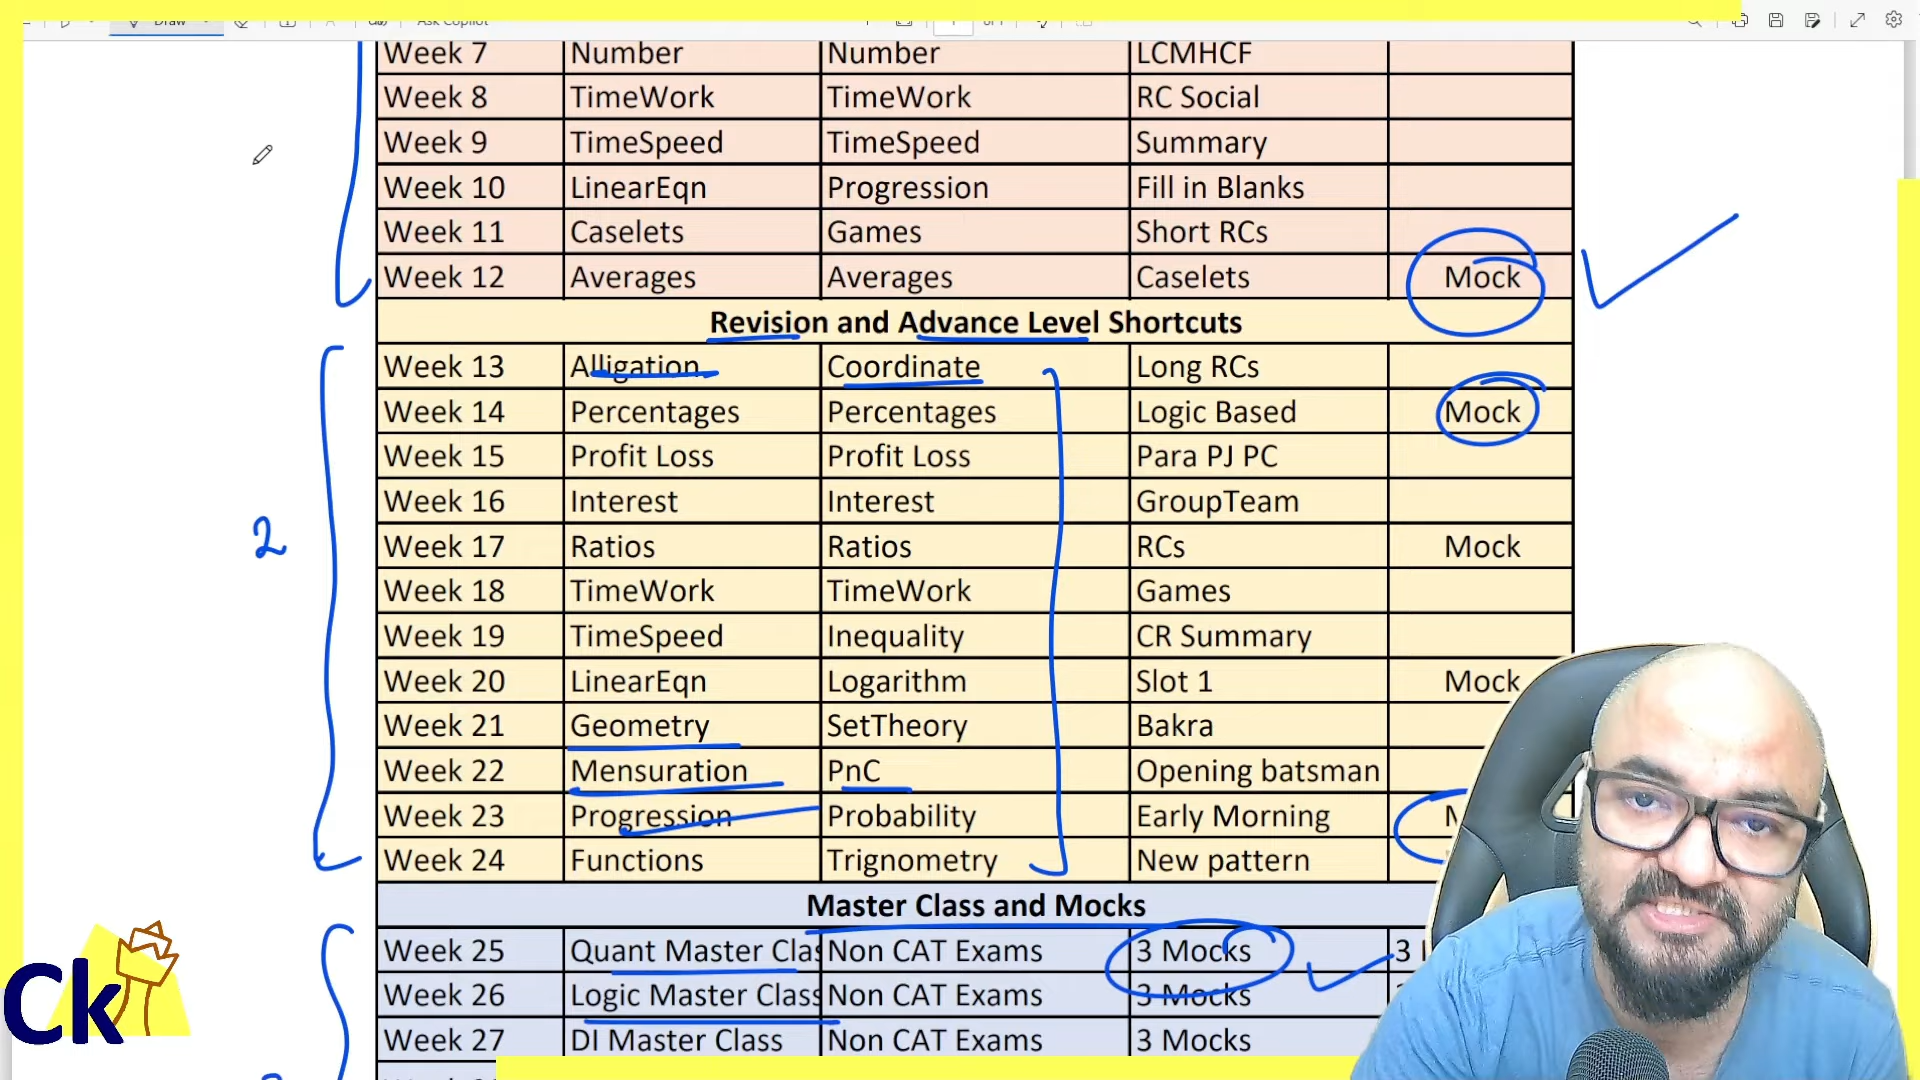 Draw Ask Copilot
Week 7 Number Number LCMHCF
Week 8 TimeWork TimeWork RC Social
Week 9 TimeSpeed TimeSpeed Summary
Week 10 LinearEqn Progression Fill in Blanks
Week 11 Caselets Games Short RCs
Week 12 Averages Averages Caselets Mock
Revision and Advance Level Shortcuts
Week 13 Alligation Coordinate Long RCs
Week 14 Percentages Percentages Logic Based Mock
Week 15 Profit Loss Profit Loss Para PJ PC
Week 16 Interest Interest GroupTeam
2
Week 17 Ratios Ratios RCs Mock
Week 18 TimeWork TimeWork Games
Week 19 TimeSpeed Inequality CR Summary
Week 20 LinearEqn Logarithm Slot 1 Mock
Week 21 Geometry SetTheory Bakra
Week 22 Mensuration PnC Opening batsman
Week 23 Progression Probability Early Morning
Week 24 Functions Trignometry New pattern
Master Class and Mocks
Week 25 Quant Master Clas Non CAT Exams 3 Mocks 3
Week 26 Logic Master Class Non CAT Exams 3 Mocks
Week 27 DI Master Class Non CAT Exams 3 Mocks
Ck